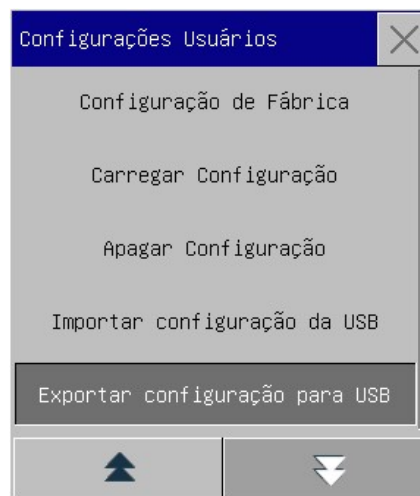 Configurações Usuários
Configuração de Fábrica
Carregar Configuração
Apagar Configuração
Importar configuração da USB
Exportar configuração para USB